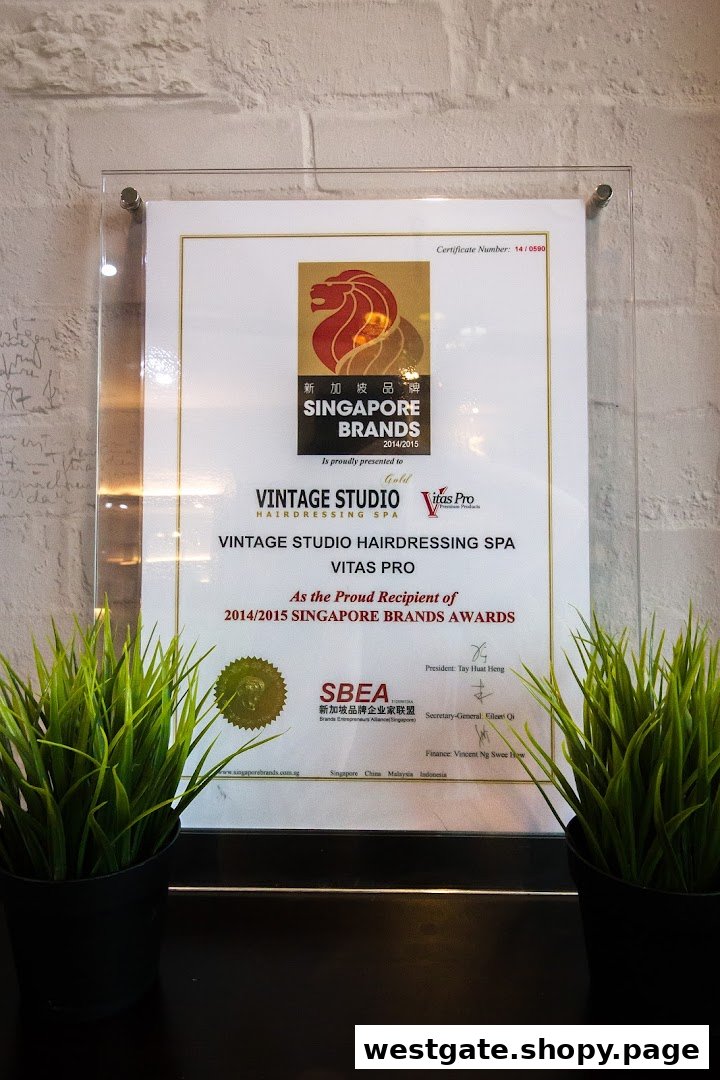 Certificate Number: 14 / 0590
新加坡品牌
SINGAPORE
BRANDS
2014/2015
Is proudly presented to
Gold
VINTAGE STUDIO
HAIRDRESSING SPA
Vitas Pro
Premium Products
VINTAGE STUDIO HAIRDRESSING SPA
VITAS PRO
As the Proud Recipient of
2014/2015 SINGAPORE BRANDS AWARDS
President: Tay Huat Heng
SBEA
新加坡品牌企业家联盟
Brands Entrepreneurs Alliance(Singapore)
Secretary-General: Eileen Qi
Finance: Vincent Ng Swee How
www.singaporebrands.com.sg
Singapore China Malaysia Indonesia
westgate.shopy.page